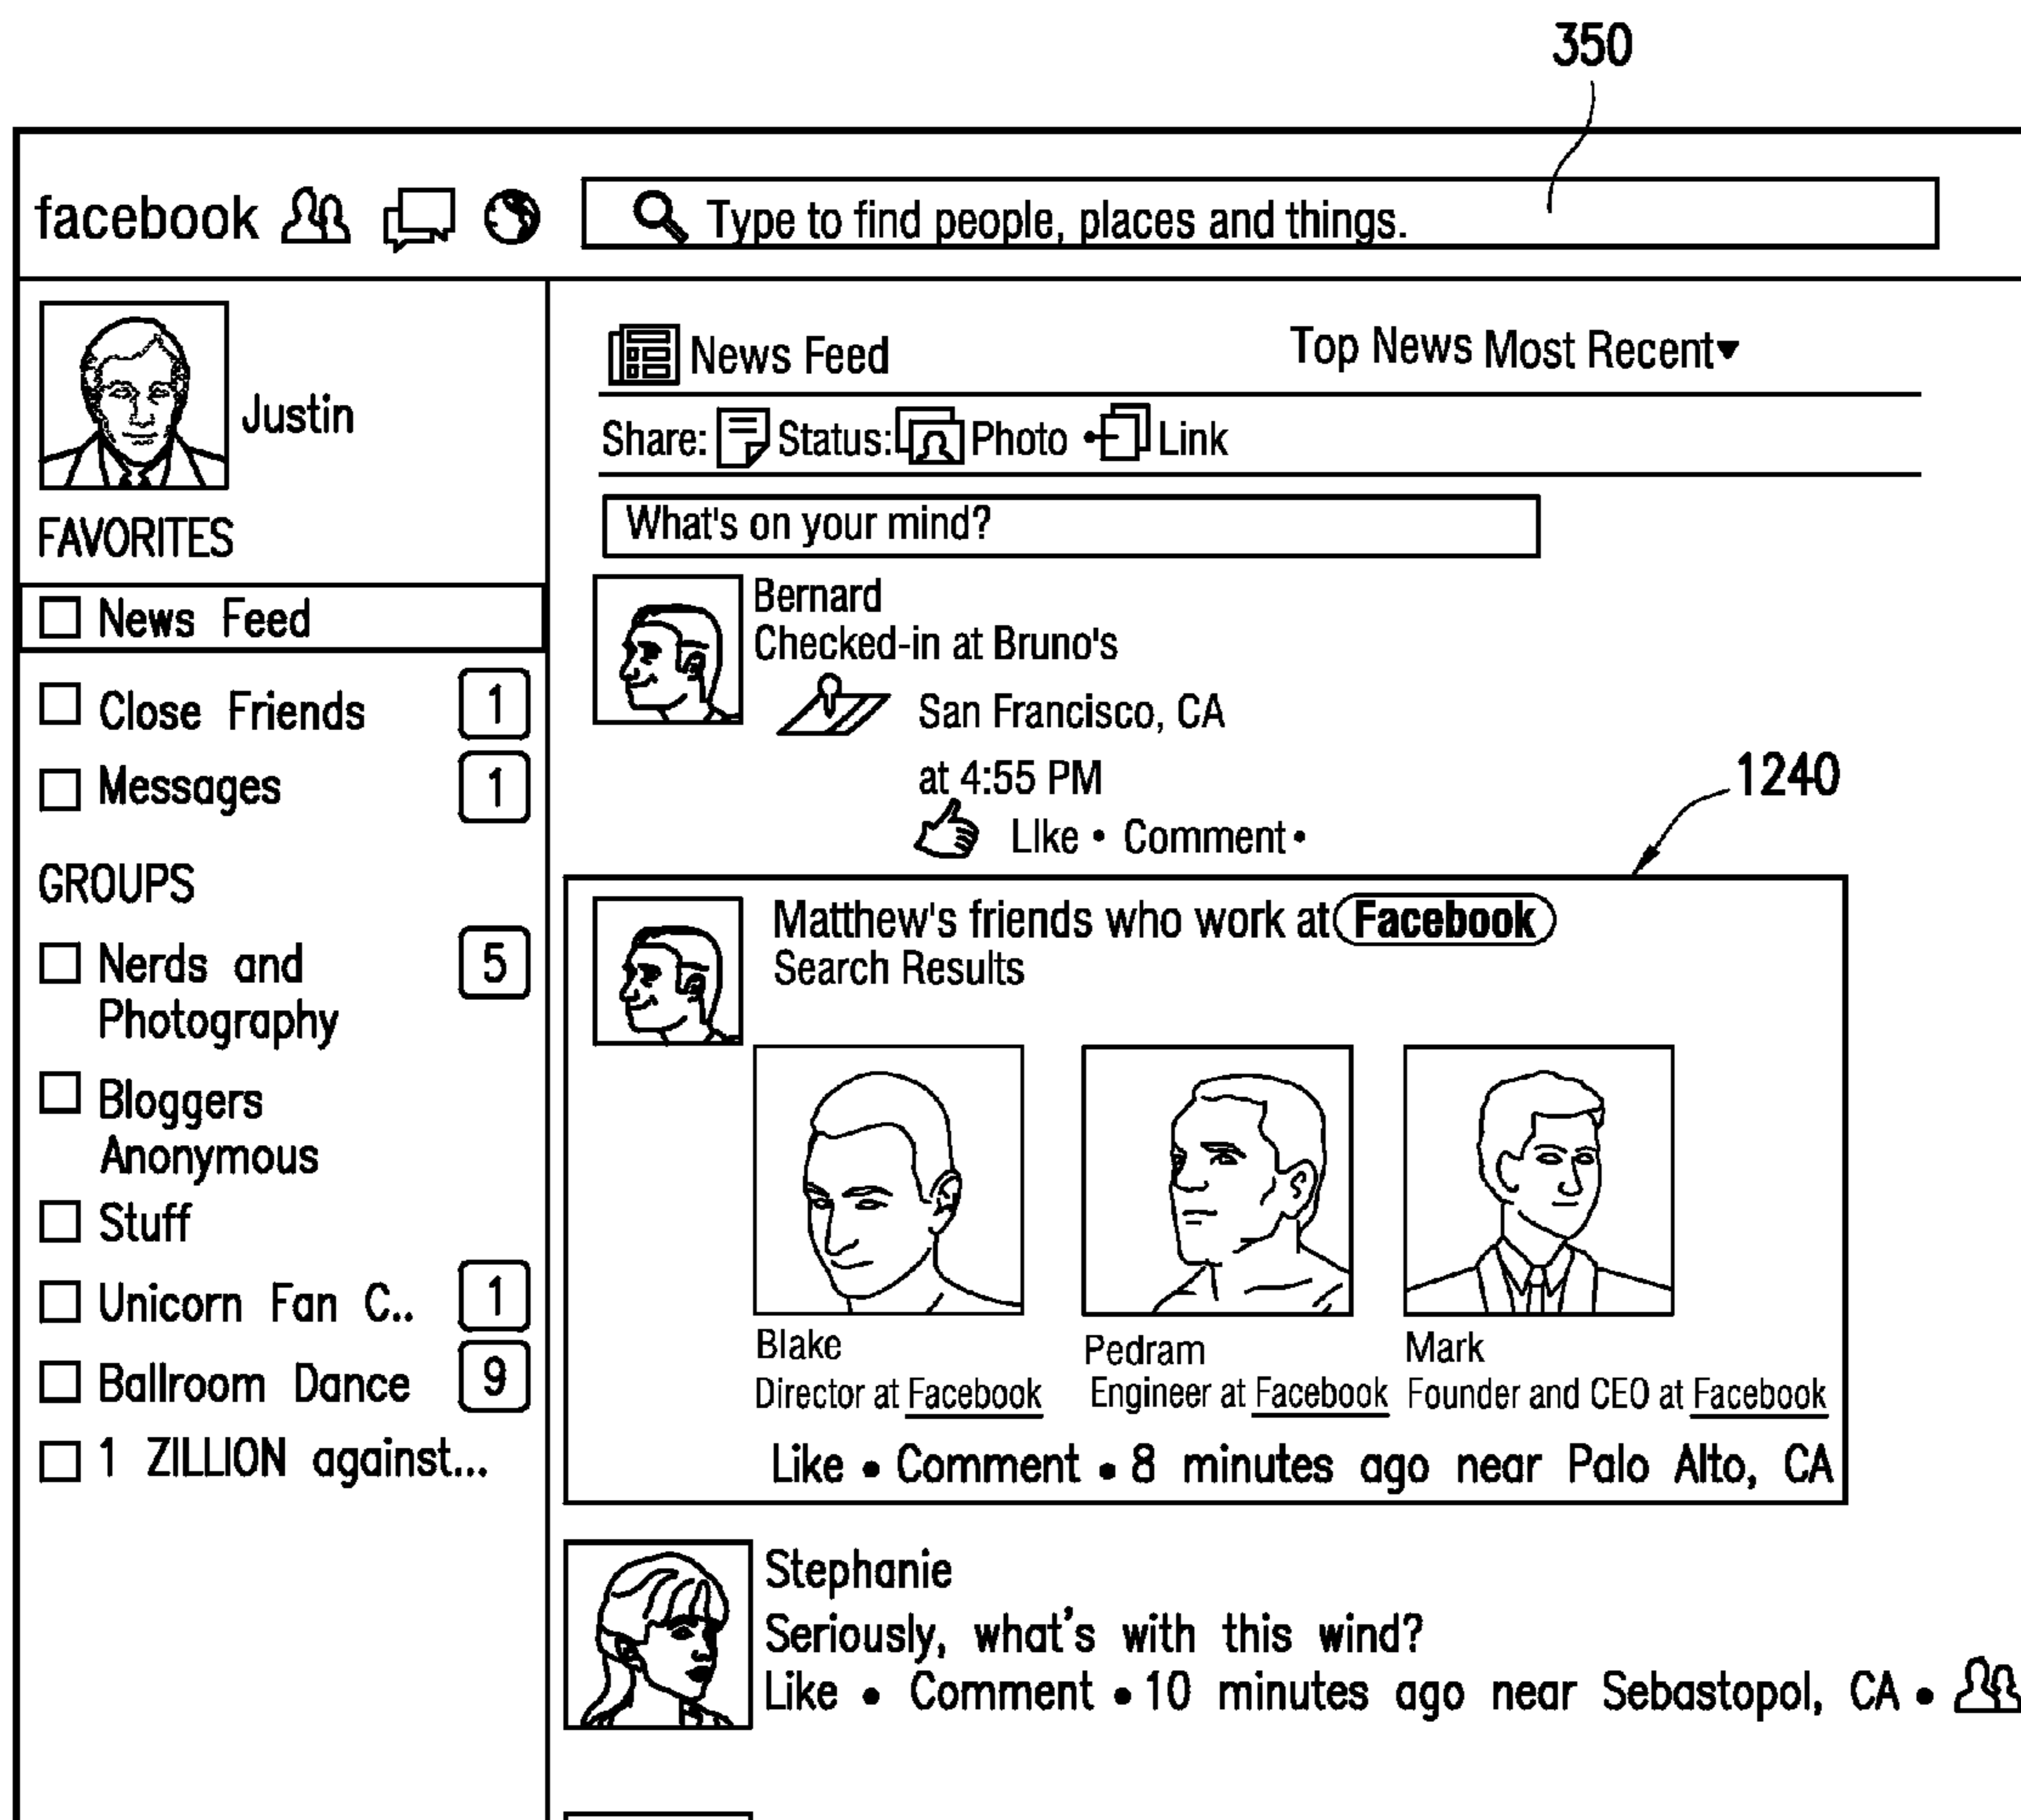 350
facebook
Type to find people, places and things.
Justin
FAVORITES
News Feed
Close Friends 1
Messages 1
GROUPS
Nerds and 5
Photography
Bloggers
Anonymous
Stuff
Unicorn Fan C.. 1
Ballroom Dance 9
1 ZILLION against...
News Feed Top News Most Recent▾
Share: Status: Photo Link
What's on your mind?
Bernard
Checked-in at Bruno's
San Francisco, CA
at 4:55 PM
LIke • Comment •
1240
Matthew's friends who work at Facebook
Search Results
Blake
Director at Facebook
Pedram
Engineer at Facebook
Mark
Founder and CEO at Facebook
Like • Comment • 8 minutes ago near Palo Alto, CA
Stephanie
Seriously, what's with this wind?
Like • Comment • 10 minutes ago near Sebastopol, CA •